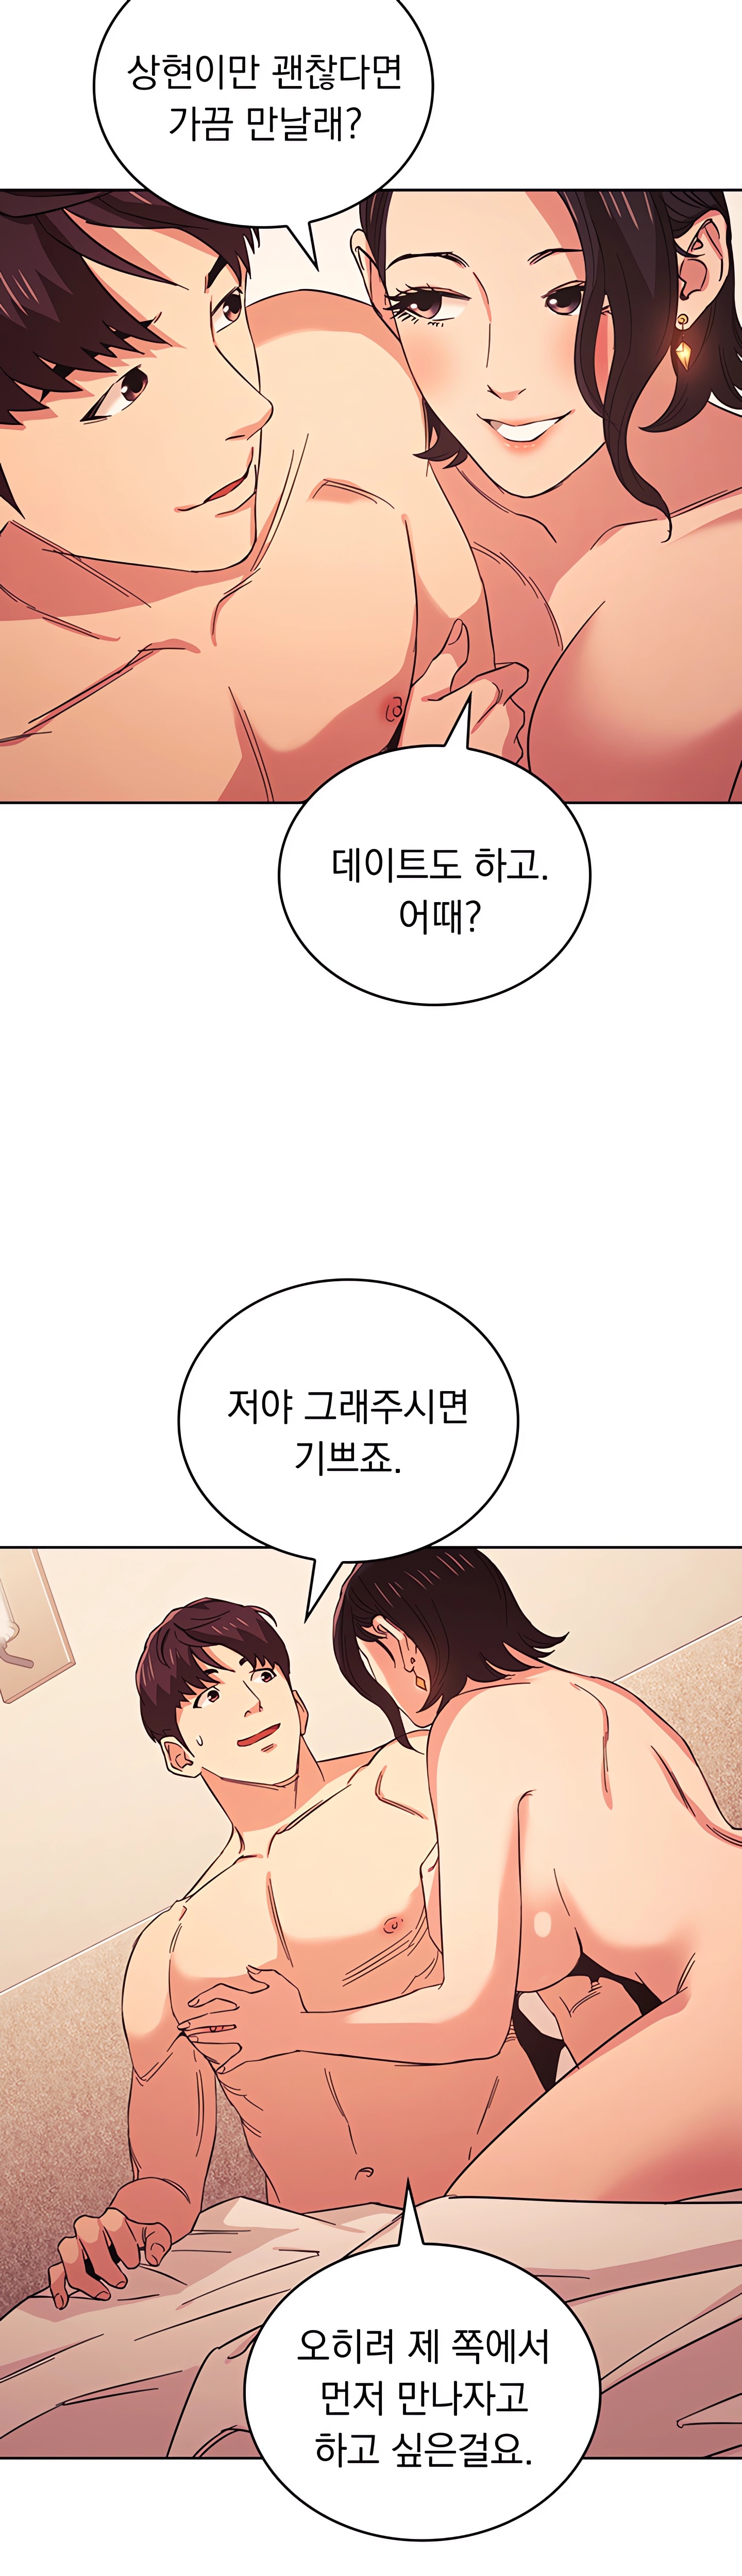 상현이만 괜찮다면
가끔 만날래?
데이트도 하고.
어때?
저야 그래주시면
기쁘죠.
오히려 제 쪽에서
먼저 만나자고
하고 싶은걸요.